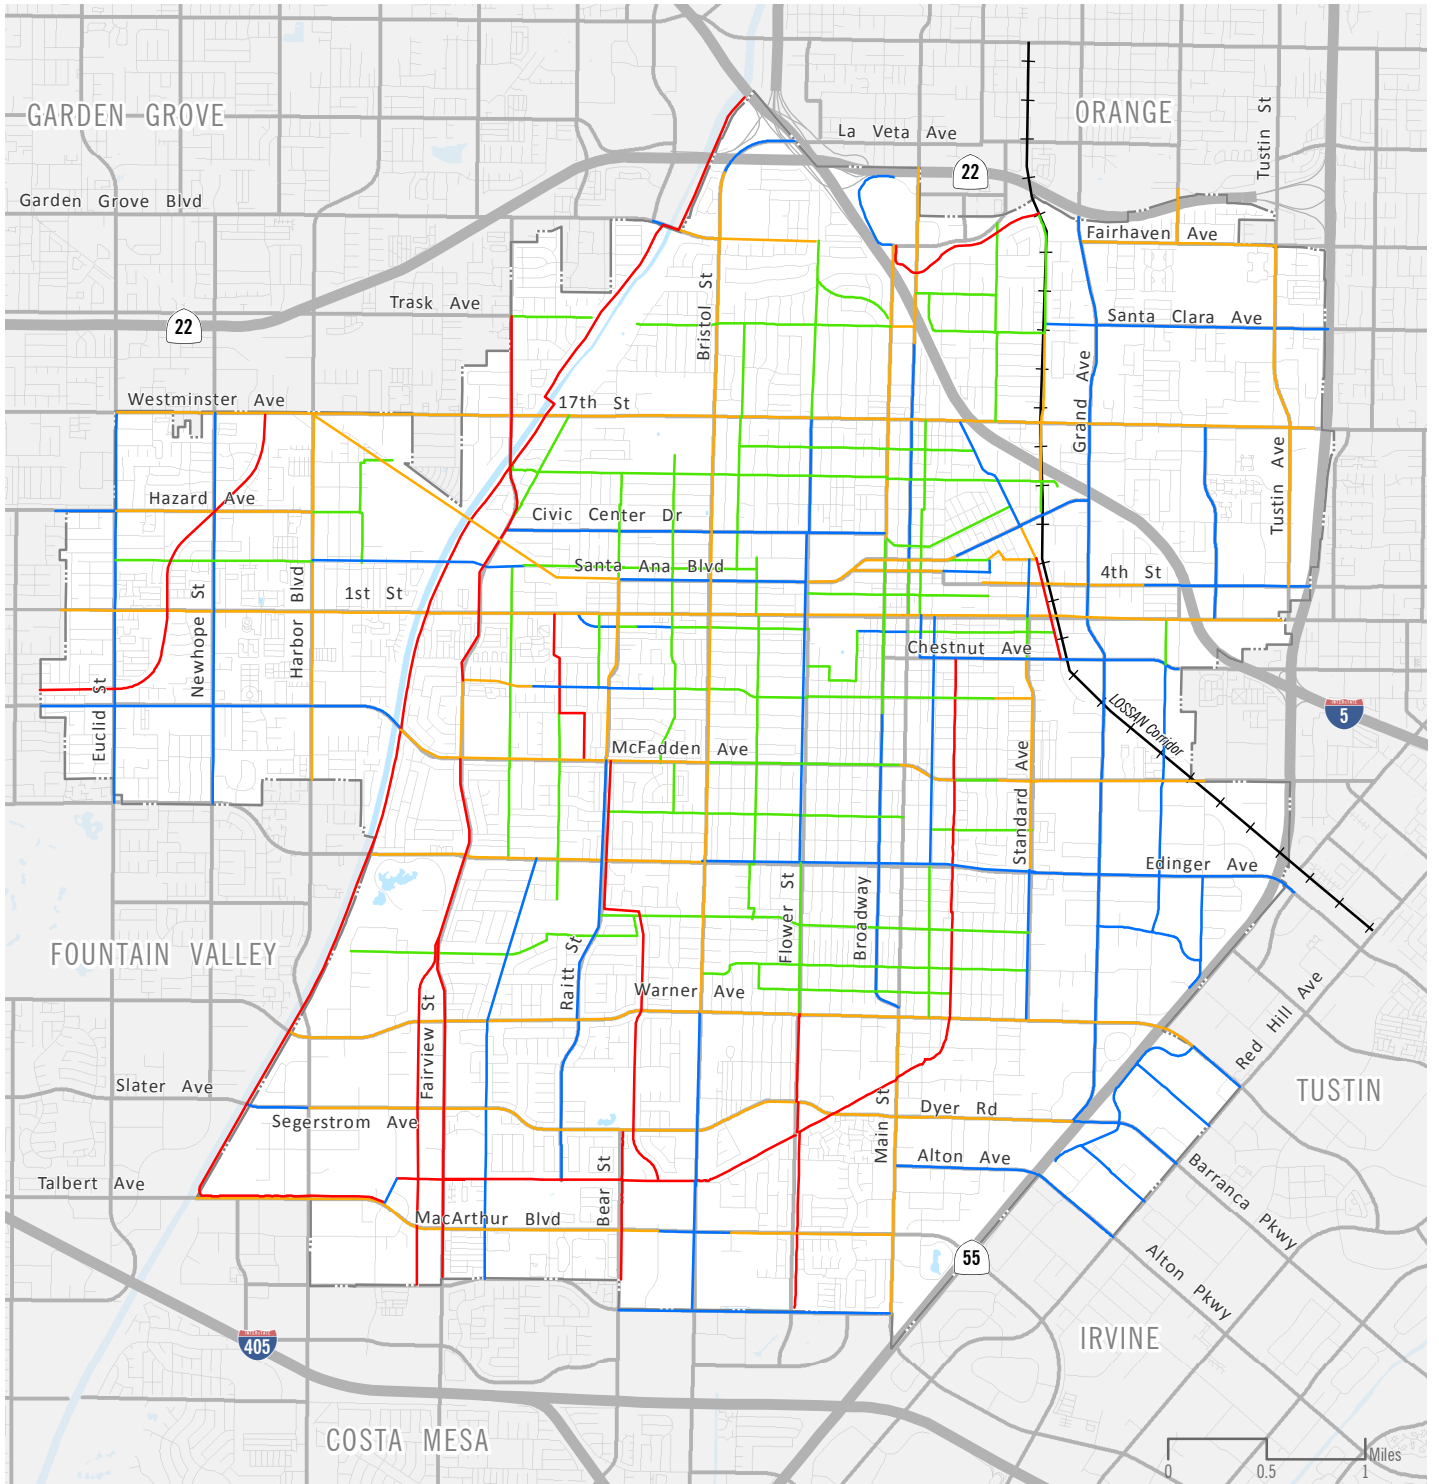 GARDEN GROVE
ORANGE
Tustin St
La Veta Ave
22
Garden Grove Blvd
Fairhaven Ave
Trask Ave
Bristol St
22
Santa Clara Ave
Grand Ave
Westminster Ave
17th St
Tustin Ave
Hazard Ave
Civic Center Dr
Santa Ana Blvd
4th St
1st St
Newhope St
Harbor Blvd
Chestnut Ave
Euclid St
INTERSTATE
5
LOSSAN Corridor
McFadden Ave
Standard Ave
Edinger Ave
Flower St
Broadway
FOUNTAIN VALLEY
Raitt St
Warner Ave
Fairview St
Red Hill Ave
Slater Ave
TUSTIN
Segerstrom Ave
Dyer Rd
Main St
Alton Ave
Bear St
Talbert Ave
Barranca Pkwy
MacArthur Blvd
55
Alton Pkwy
IRVINE
INTERSTATE
405
COSTA MESA
Miles
0 0.5 1